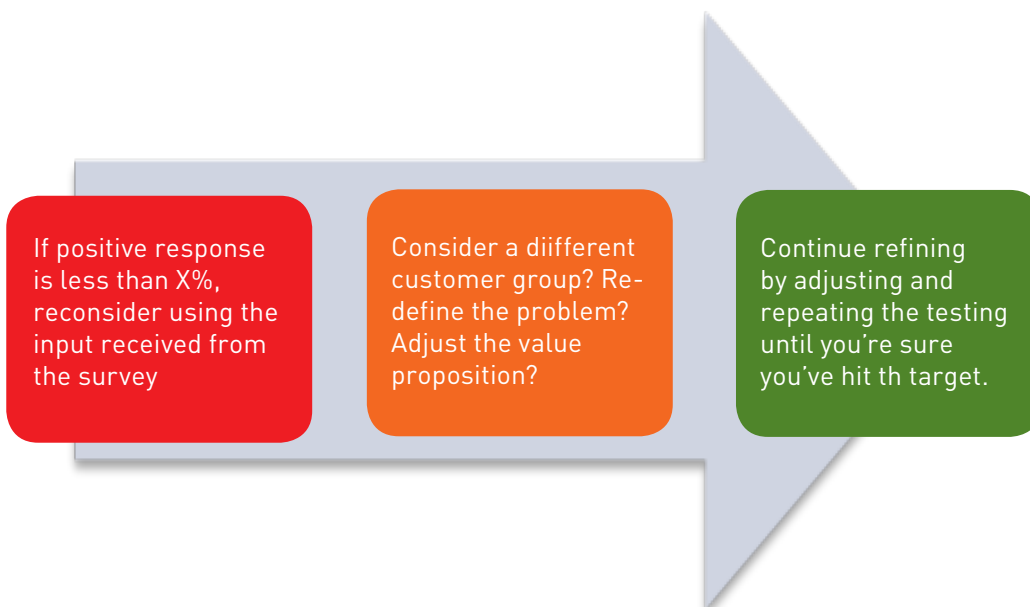 If positive response
is less than X%,
reconsider using the
input received from
the survey
Consider a diifferent
customer group? Re-
define the problem?
Adjust the value
proposition?
Continue refining
by adjusting and
repeating the testing
until you’re sure
you’ve hit th target.